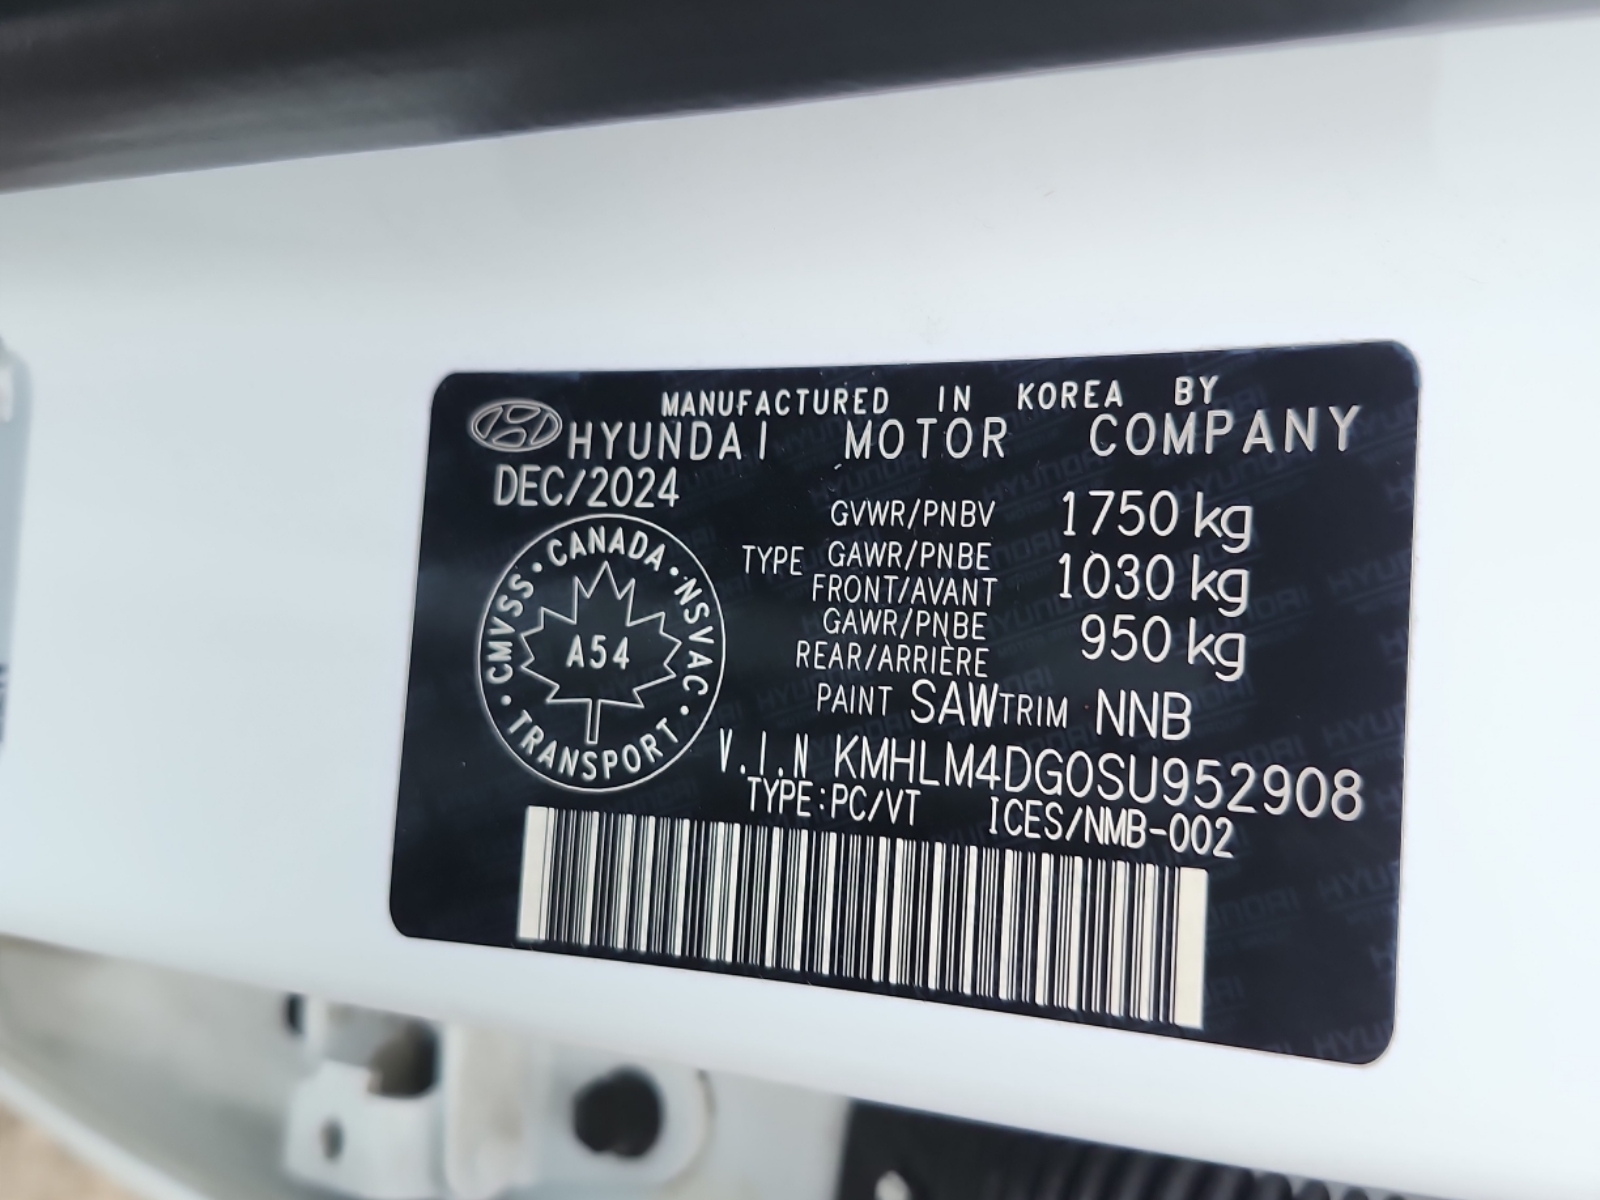 MANUFACTURED IN KOREA BY
HYUNDAI MOTOR COMPANY
DEC/2024
GVWR/PNBV 1750 kg
TYPE GAWR/PNBE
FRONT/AVANT 1030 kg
GAWR/PNBE
REAR/ARRIÈRE 950 kg
PAINT SAW TRIM NNB
V.I.N KMHLM4DG0SU952908
TYPE:PC/VT ICES/NMB-002
CMVSS • CANADA • NSVAC • TRANSPORT •
A54